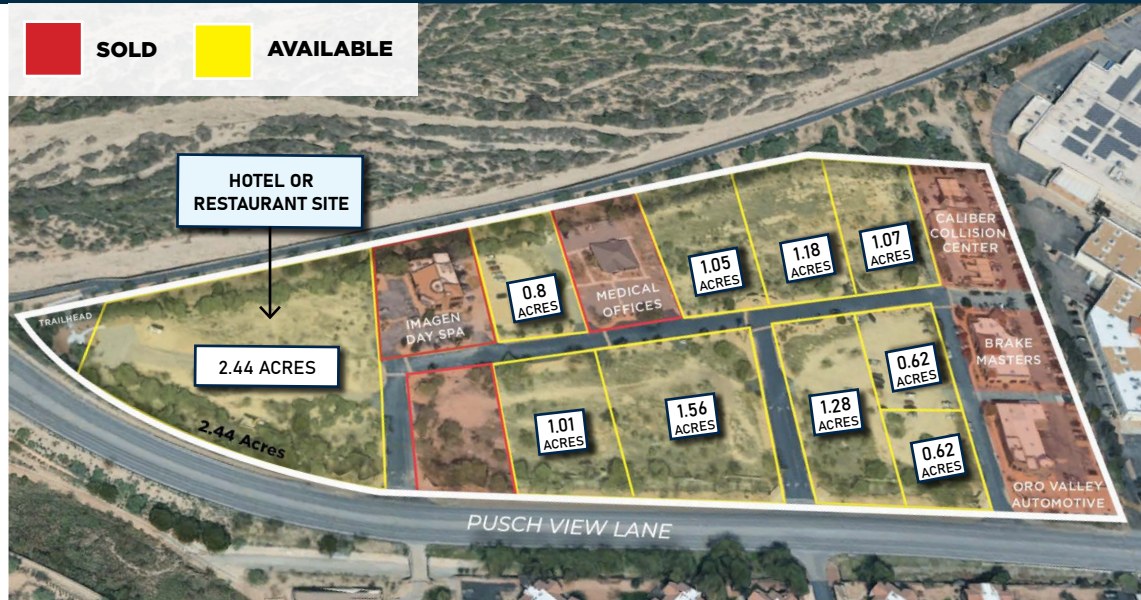 SOLD
AVAILABLE
HOTEL OR
RESTAURANT SITE
TRAILHEAD
2.44 ACRES
2.44 Acres
IMAGEN
DAY SPA
0.8
ACRES
MEDICAL
OFFICES
1.05
ACRES
1.18
ACRES
1.07
ACRES
CALIBER
COLLISION
CENTER
1.01
ACRES
1.56
ACRES
1.28
ACRES
0.62
ACRES
0.62
ACRES
BRAKE
MASTERS
ORO VALLEY
AUTOMOTIVE
PUSCH VIEW LANE